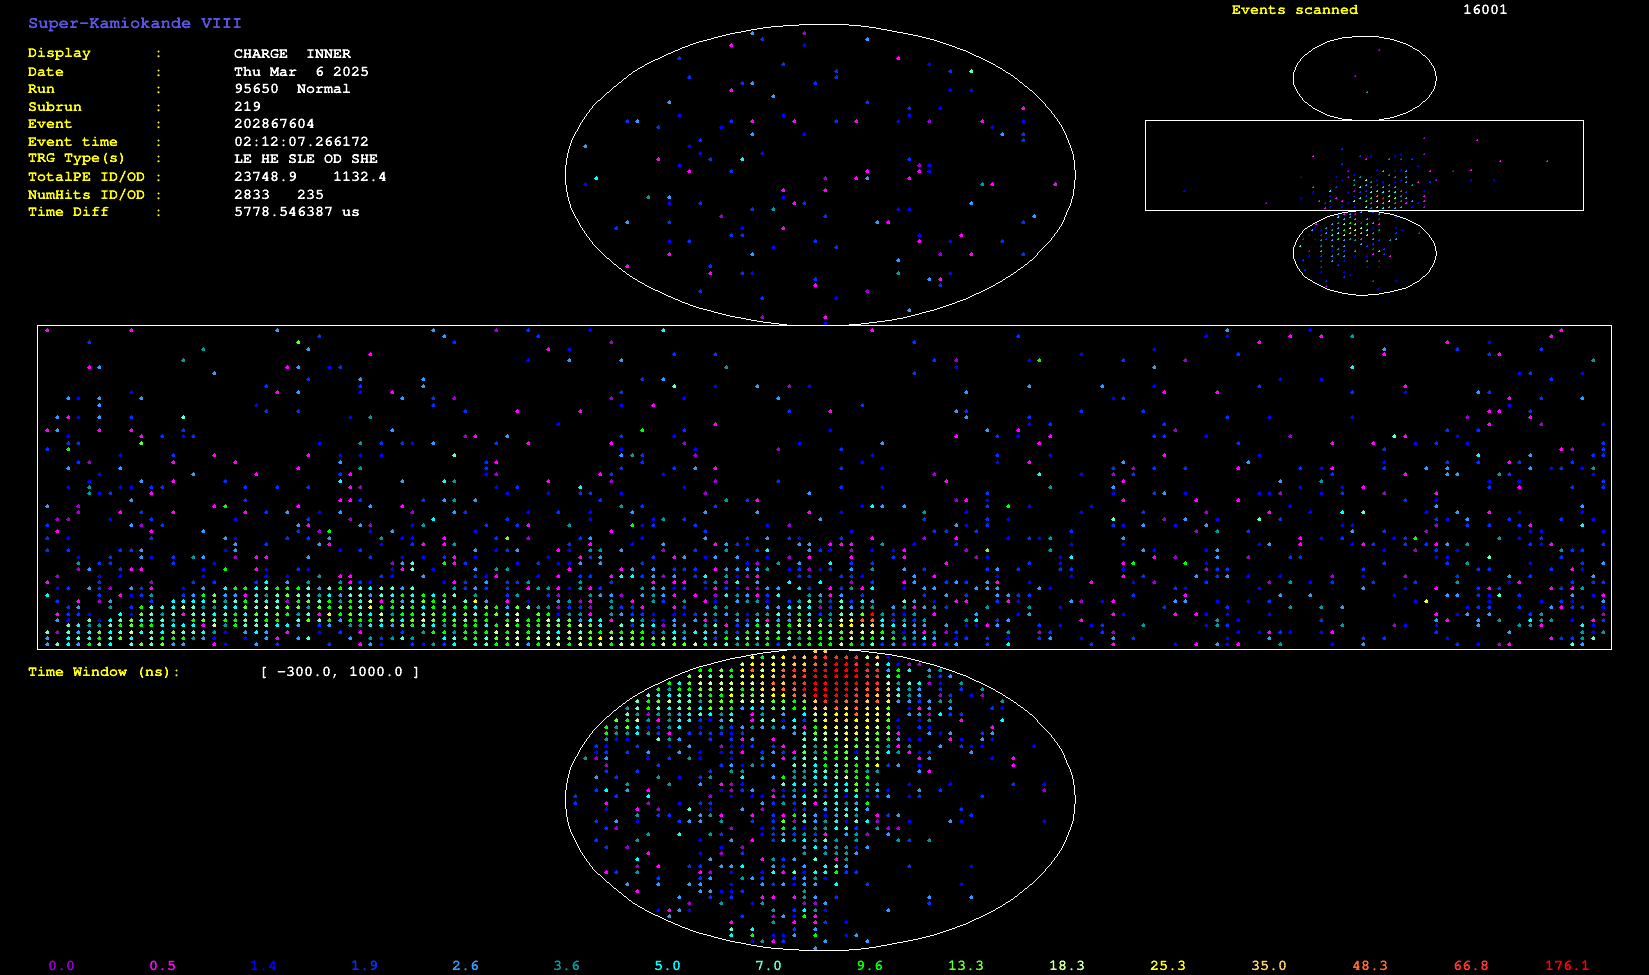 Super-Kamiokande VIII
Events scanned 16001
Display : CHARGE INNER
Date : Thu Mar 6 2025
Run : 95650 Normal
Subrun : 219
Event : 202867604
Event time : 02:12:07.266172
TRG Type(s) : LE HE SLE OD SHE
TotalPE ID/OD : 23748.9 1132.4
NumHits ID/OD : 2833 235
Time Diff : 5778.546387 us
Time Window (ns): [ -300.0, 1000.0 ]
0.0 0.5 1.4 1.9 2.6 3.6 5.0 7.0 9.6 13.3 18.3 25.3 35.0 48.3 66.8 176.1